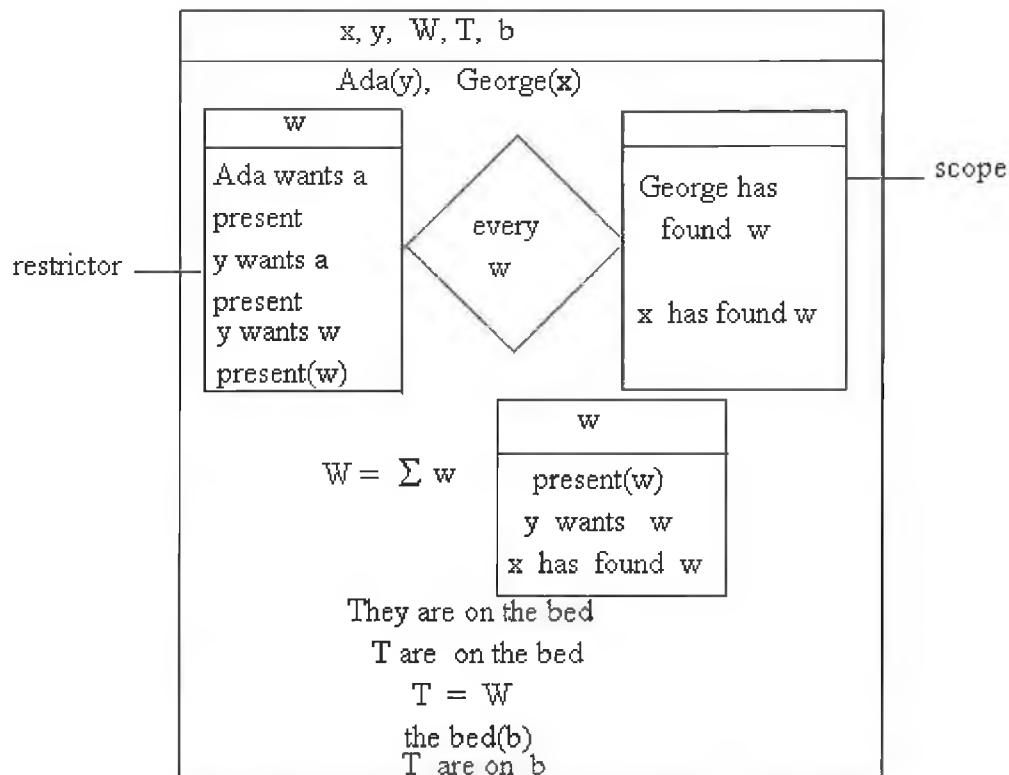 x, y, W, T, b
Ada(y), George(x)
w
Ada wants a
present
y wants a
present
y wants w
present(w)
restrictor
every
w
George has
found w
x has found w
scope
W = Σ w
w
present(w)
y wants w
x has found w
They are on the bed
T are on the bed
T = W
the bed(b)
T are on b